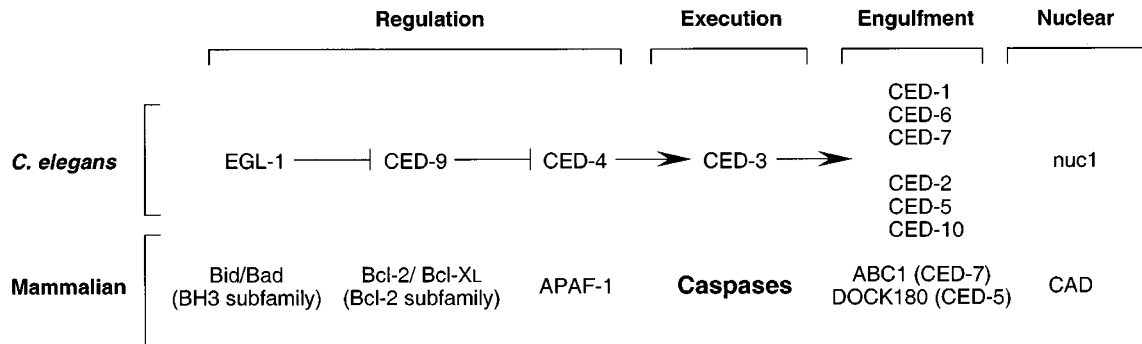 Regulation Execution Engulfment Nuclear
CED-1
CED-6
CED-7
C. elegans EGL-1 CED-9 CED-4 CED-3 nuc1
CED-2
CED-5
CED-10
Mammalian Bid/Bad Bcl-2/ Bcl-XL APAF-1 Caspases ABC1 (CED-7) CAD
(BH3 subfamily) (Bcl-2 subfamily) DOCK180 (CED-5)